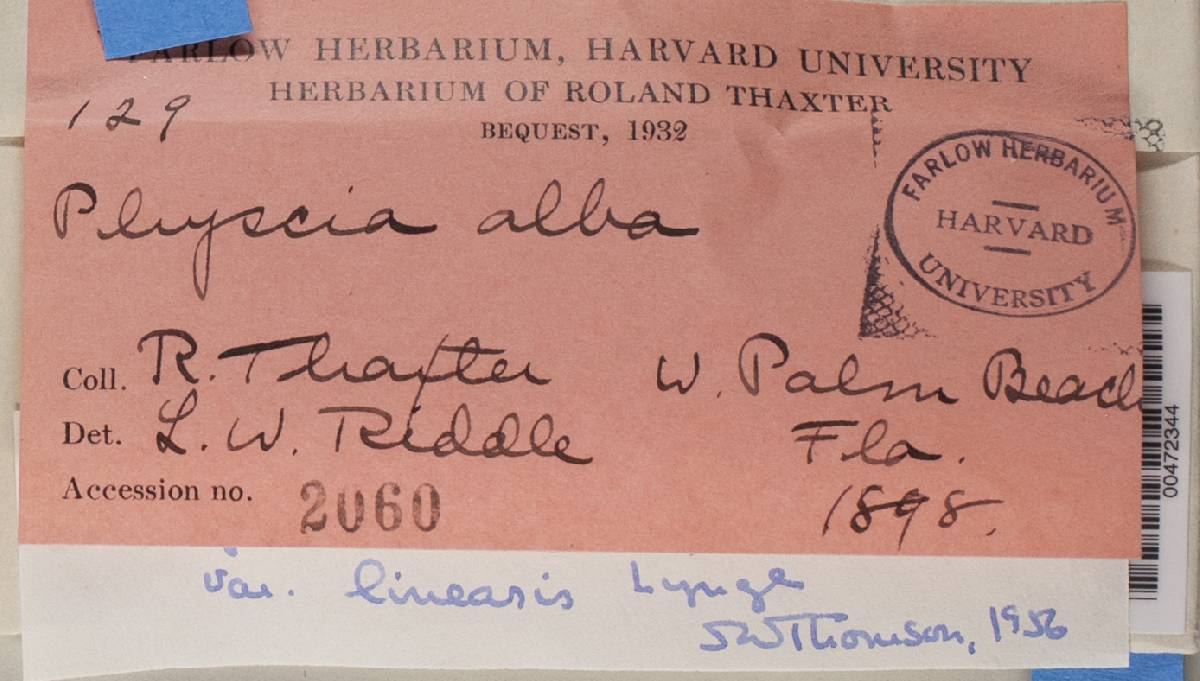 FARLOW HERBARIUM, HARVARD UNIVERSITY
HERBARIUM OF ROLAND THAXTER
BEQUEST, 1932
129
Physcia alba
FARLOW HERBARIUM
HARVARD
UNIVERSITY
Coll. R. Thaxter W. Palm Beach
Det. L. W. Riddle Fla.
Accession no. 2060 1898.
00472344
var. linearis Lynge
JWThomson, 1956